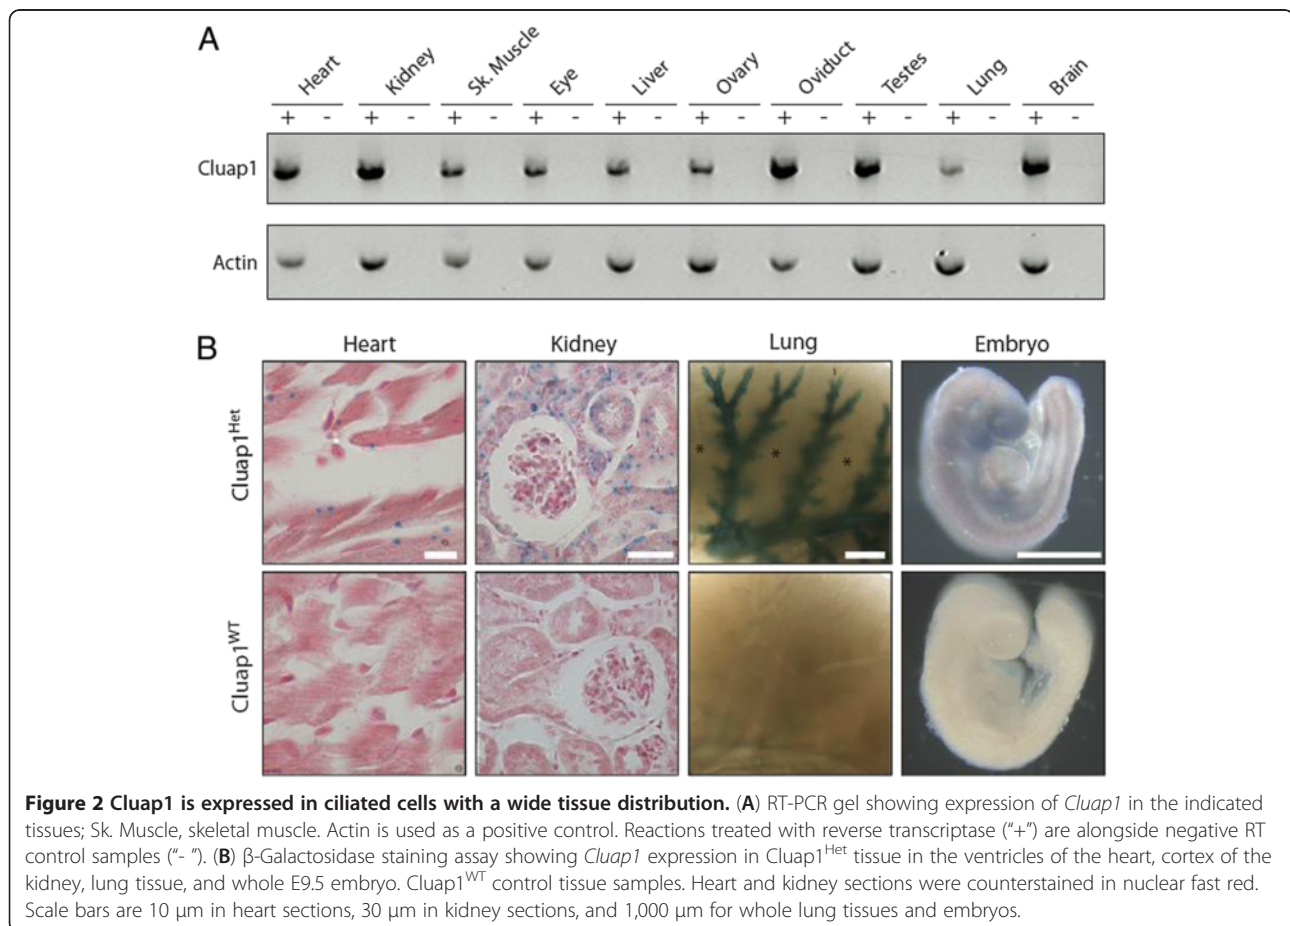 A
Heart Kidney Sk. Muscle Eye Liver Ovary Oviduct Testes Lung Brain
+ - + - + - + - + - + - + - + - + - + -
Cluap1
Actin
B
Heart Kidney Lung Embryo
Cluap1Het
* * *
Cluap1WT
Figure 2 Cluap1 is expressed in ciliated cells with a wide tissue distribution. (A) RT-PCR gel showing expression of Cluap1 in the indicated
tissues; Sk. Muscle, skeletal muscle. Actin is used as a positive control. Reactions treated with reverse transcriptase (“+”) are alongside negative RT
control samples (“- ”). (B) β-Galactosidase staining assay showing Cluap1 expression in Cluap1Het tissue in the ventricles of the heart, cortex of the
kidney, lung tissue, and whole E9.5 embryo. Cluap1WT control tissue samples. Heart and kidney sections were counterstained in nuclear fast red.
Scale bars are 10 μm in heart sections, 30 μm in kidney sections, and 1,000 μm for whole lung tissues and embryos.